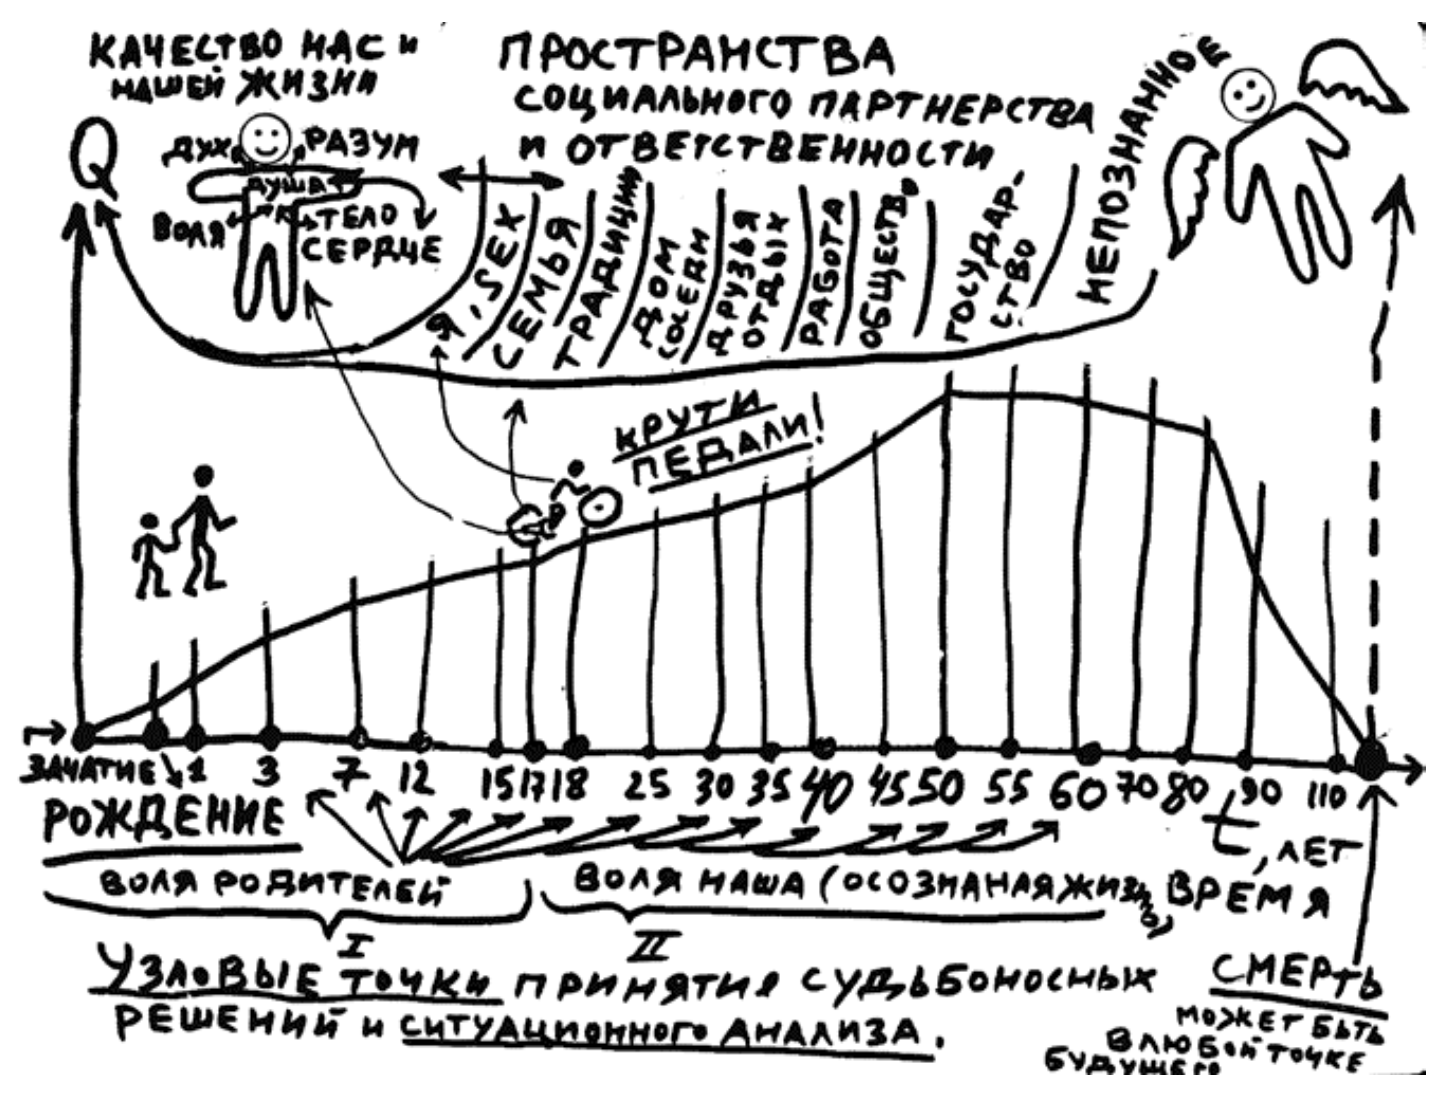 КАЧЕСТВО НАС и
НАШЕЙ ЖИЗНИ
ПРОСТРАНСТВА
СОЦИАЛЬНОГО ПАРТНЕРСТВА
и ОТВЕТСТВЕННОСТИ
Q
ДУХ
РАЗУМ
ДУША
ВОЛЯ
ТЕЛО
СЕРДЦЕ
Я, SEX
СЕМЬЯ
ТРАДИЦИИ
ДОМ
СОСЕДИ
ДРУЗЬЯ
ОТДЫХ
РАБОТА
ОБЩЕСТВО
ГОСУДАР-
СТВО
НЕПОЗНАННОЕ
КРУТИ
ПЕДАЛИ!
ЗАЧАТИЕ 1 3 7 12 15 17 18 25 30 35 40 45 50 55 60 70 80 90 110
РОЖДЕНИЕ
t, ЛЕТ
ВОЛЯ РОДИТЕЛЕЙ
ВОЛЯ НАША (ОСОЗНАНАЯ ЖИЗНЬ)
ВРЕМЯ
I
II
УЗЛОВЫЕ ТОЧКИ ПРИНЯТИЯ СУДЬБОНОСНЫХ
РЕШЕНИЙ и СИТУАЦИОННОГО АНАЛИЗА.
СМЕРТЬ
МОЖЕТ БЫТЬ
В ЛЮБОЙ ТОЧКЕ
БУДУЩЕГО